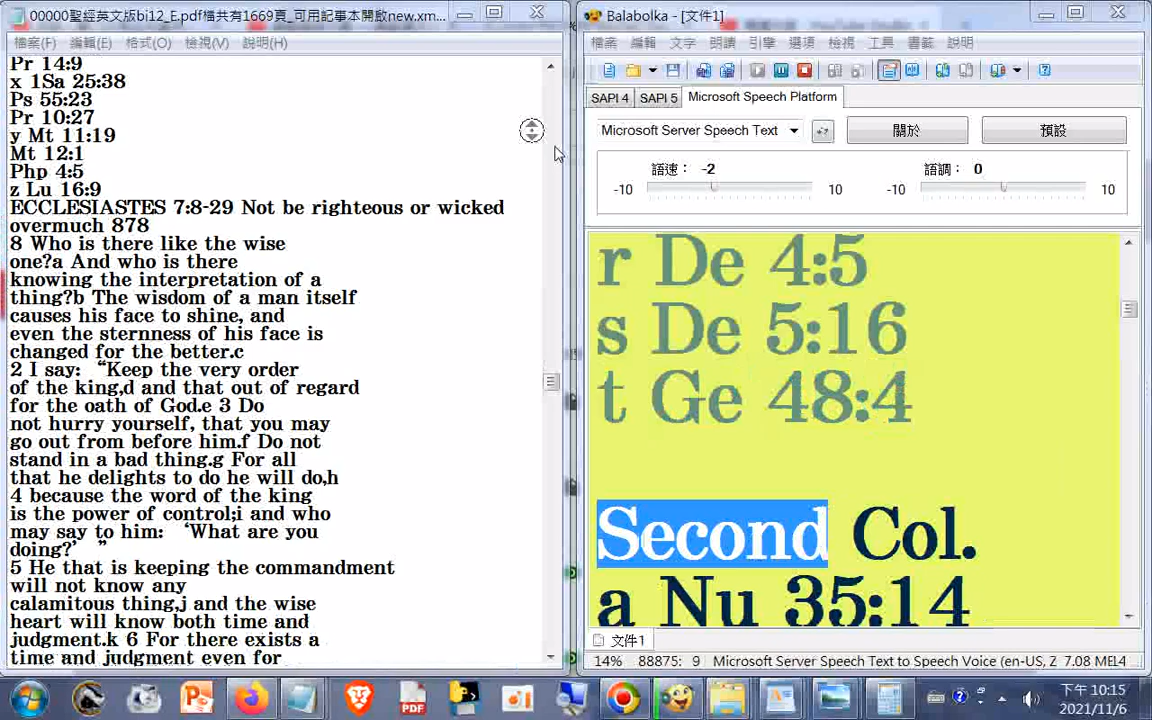 00000聖經英文版bi12_E.pdf檔共有1669頁_可用記事本開啟new.xm...
檔案(F) 編輯(E) 格式(O) 檢視(V) 說明(H)
Pr 14:9
x 1Sa 25:38
Ps 55:23
Pr 10:27
y Mt 11:19
Mt 12:1
Php 4:5
z Lu 16:9
ECCLESIASTES 7:8-29 Not be righteous or wicked
overmuch 878
8 Who is there like the wise
one?a And who is there
knowing the interpretation of a
thing?b The wisdom of a man itself
causes his face to shine, and
even the sternness of his face is
changed for the better.c
2 I say: “Keep the very order
of the king,d and that out of regard
for the oath of God.e 3 Do
not hurry yourself, that you may
go out from before him.f Do not
stand in a bad thing.g For all
that he delights to do he will do,h
4 because the word of the king
is the power of control;i and who
may say to him: ‘What are you
doing?’ ”
5 He that is keeping the commandment
will not know any
calamitous thing,j and the wise
heart will know both time and
judgment.k 6 For there exists a
time and judgment even for
Balabolka - [文件1]
檔案 編輯 文字 朗讀 引擎 選項 檢視 工具 書籤 說明
SAPI 4 SAPI 5 Microsoft Speech Platform
Microsoft Server Speech Text 關於 預設
語速: -2 語調: 0
-10 10 -10 10
r De 4:5
s De 5:16
t Ge 48:4
Second Col.
a Nu 35:14
文件1
14% 88875: 9 Microsoft Server Speech Text to Speech Voice (en-US, Z 7.08 ME
下午 10:15
2021/11/6